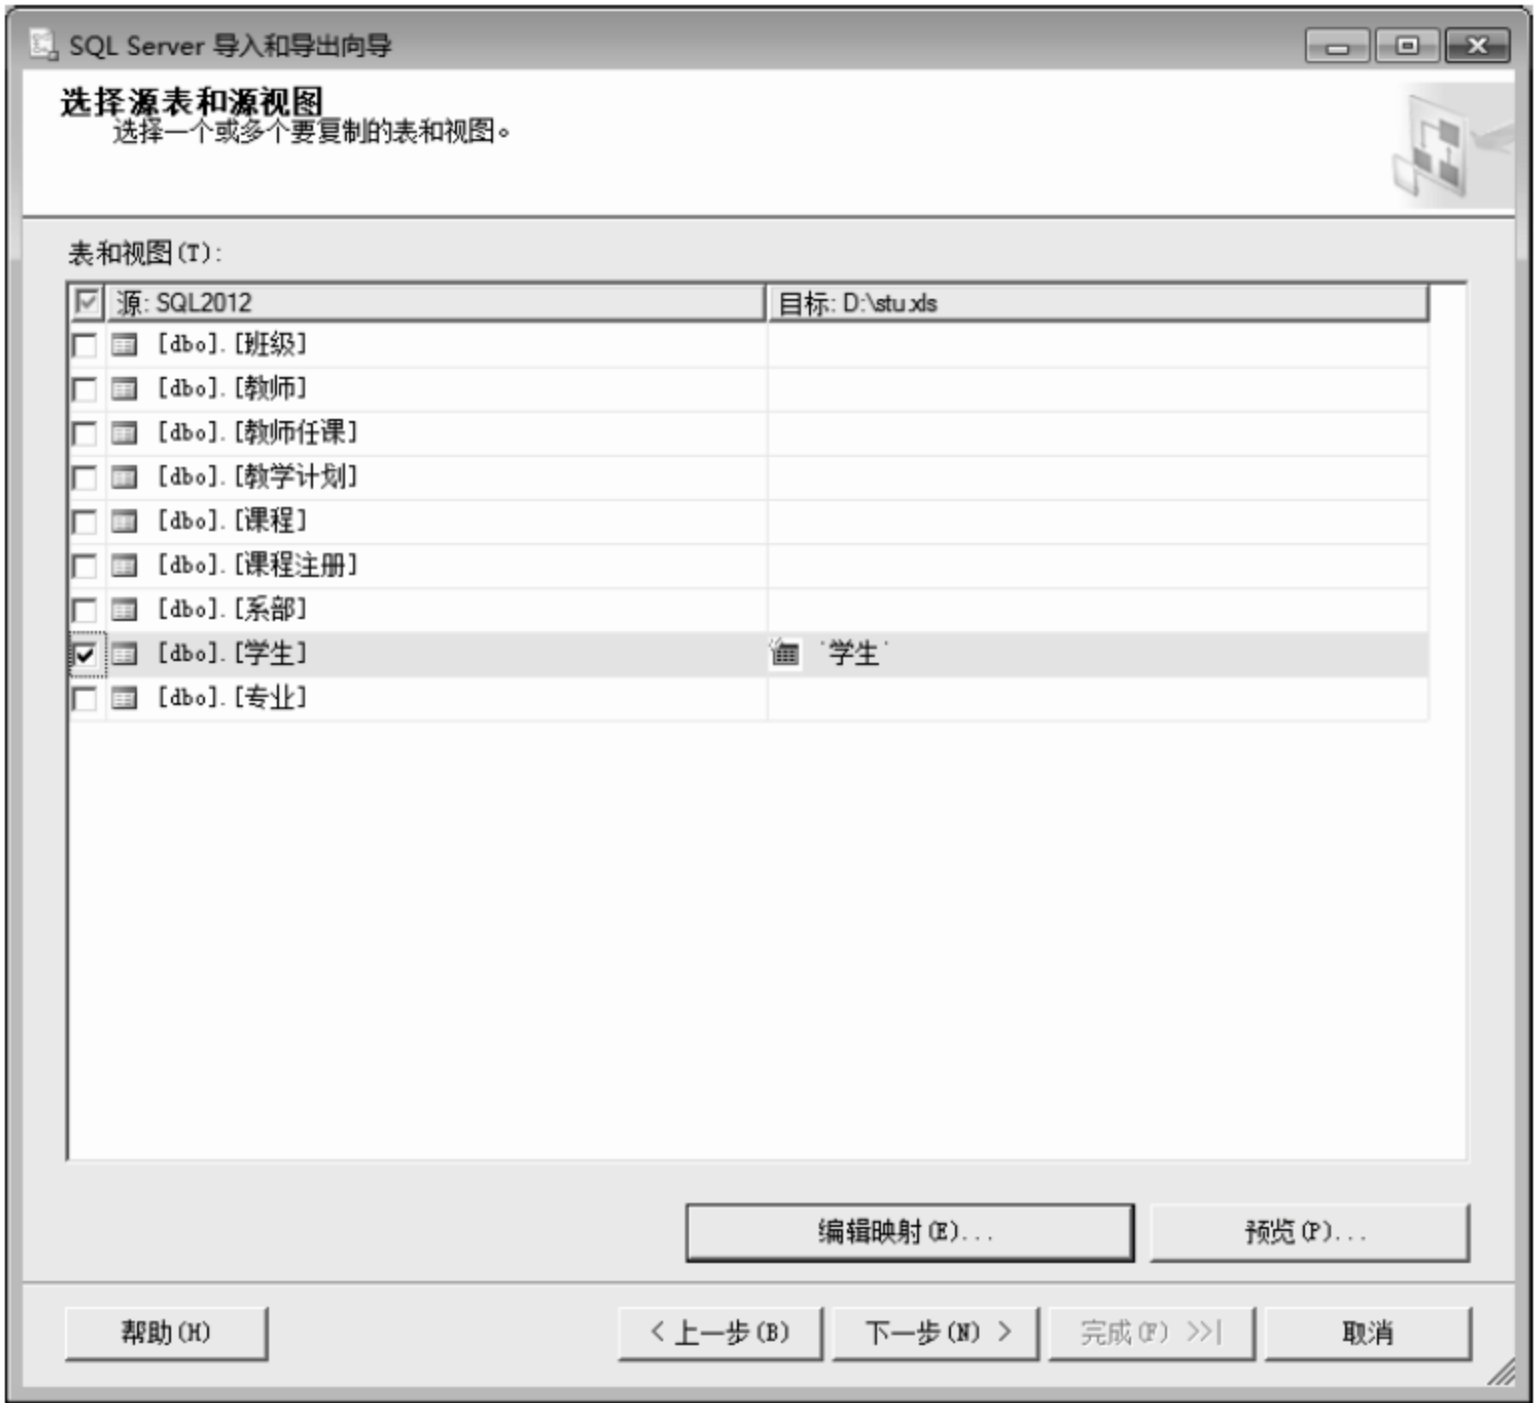 SQL Server 导入和导出向导
选择源表和源视图
选择一个或多个要复制的表和视图。
表和视图(T):
源: SQL2012 目标: D:\stu.xls
[dbo].[班级]
[dbo].[教师]
[dbo].[教师任课]
[dbo].[教学计划]
[dbo].[课程]
[dbo].[课程注册]
[dbo].[系部]
[dbo].[学生] `学生`
[dbo].[专业]
编辑映射(E)... 预览(P)...
帮助(H) < 上一步(B) 下一步(N) > 完成(F) >>| 取消